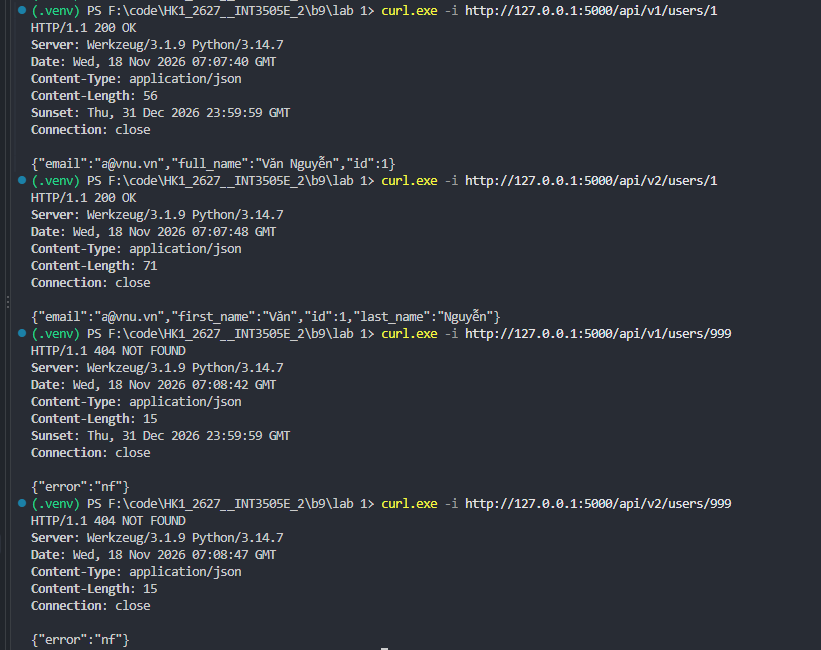 (.venv) PS F:\code\HK1_2627__INT3505E_2\b9\lab 1> curl.exe -i http://127.0.0.1:5000/api/v1/users/1
HTTP/1.1 200 OK
Server: Werkzeug/3.1.9 Python/3.14.7
Date: Wed, 18 Nov 2026 07:07:40 GMT
Content-Type: application/json
Content-Length: 56
Sunset: Thu, 31 Dec 2026 23:59:59 GMT
Connection: close
{"email":"a@vnu.vn","full_name":"Văn Nguyễn","id":1}
(.venv) PS F:\code\HK1_2627__INT3505E_2\b9\lab 1> curl.exe -i http://127.0.0.1:5000/api/v2/users/1
HTTP/1.1 200 OK
Server: Werkzeug/3.1.9 Python/3.14.7
Date: Wed, 18 Nov 2026 07:07:48 GMT
Content-Type: application/json
Content-Length: 71
Connection: close
{"email":"a@vnu.vn","first_name":"Văn","id":1,"last_name":"Nguyễn"}
(.venv) PS F:\code\HK1_2627__INT3505E_2\b9\lab 1> curl.exe -i http://127.0.0.1:5000/api/v1/users/999
HTTP/1.1 404 NOT FOUND
Server: Werkzeug/3.1.9 Python/3.14.7
Date: Wed, 18 Nov 2026 07:08:42 GMT
Content-Type: application/json
Content-Length: 15
Sunset: Thu, 31 Dec 2026 23:59:59 GMT
Connection: close
{"error":"nf"}
(.venv) PS F:\code\HK1_2627__INT3505E_2\b9\lab 1> curl.exe -i http://127.0.0.1:5000/api/v2/users/999
HTTP/1.1 404 NOT FOUND
Server: Werkzeug/3.1.9 Python/3.14.7
Date: Wed, 18 Nov 2026 07:08:47 GMT
Content-Type: application/json
Content-Length: 15
Connection: close
{"error":"nf"}